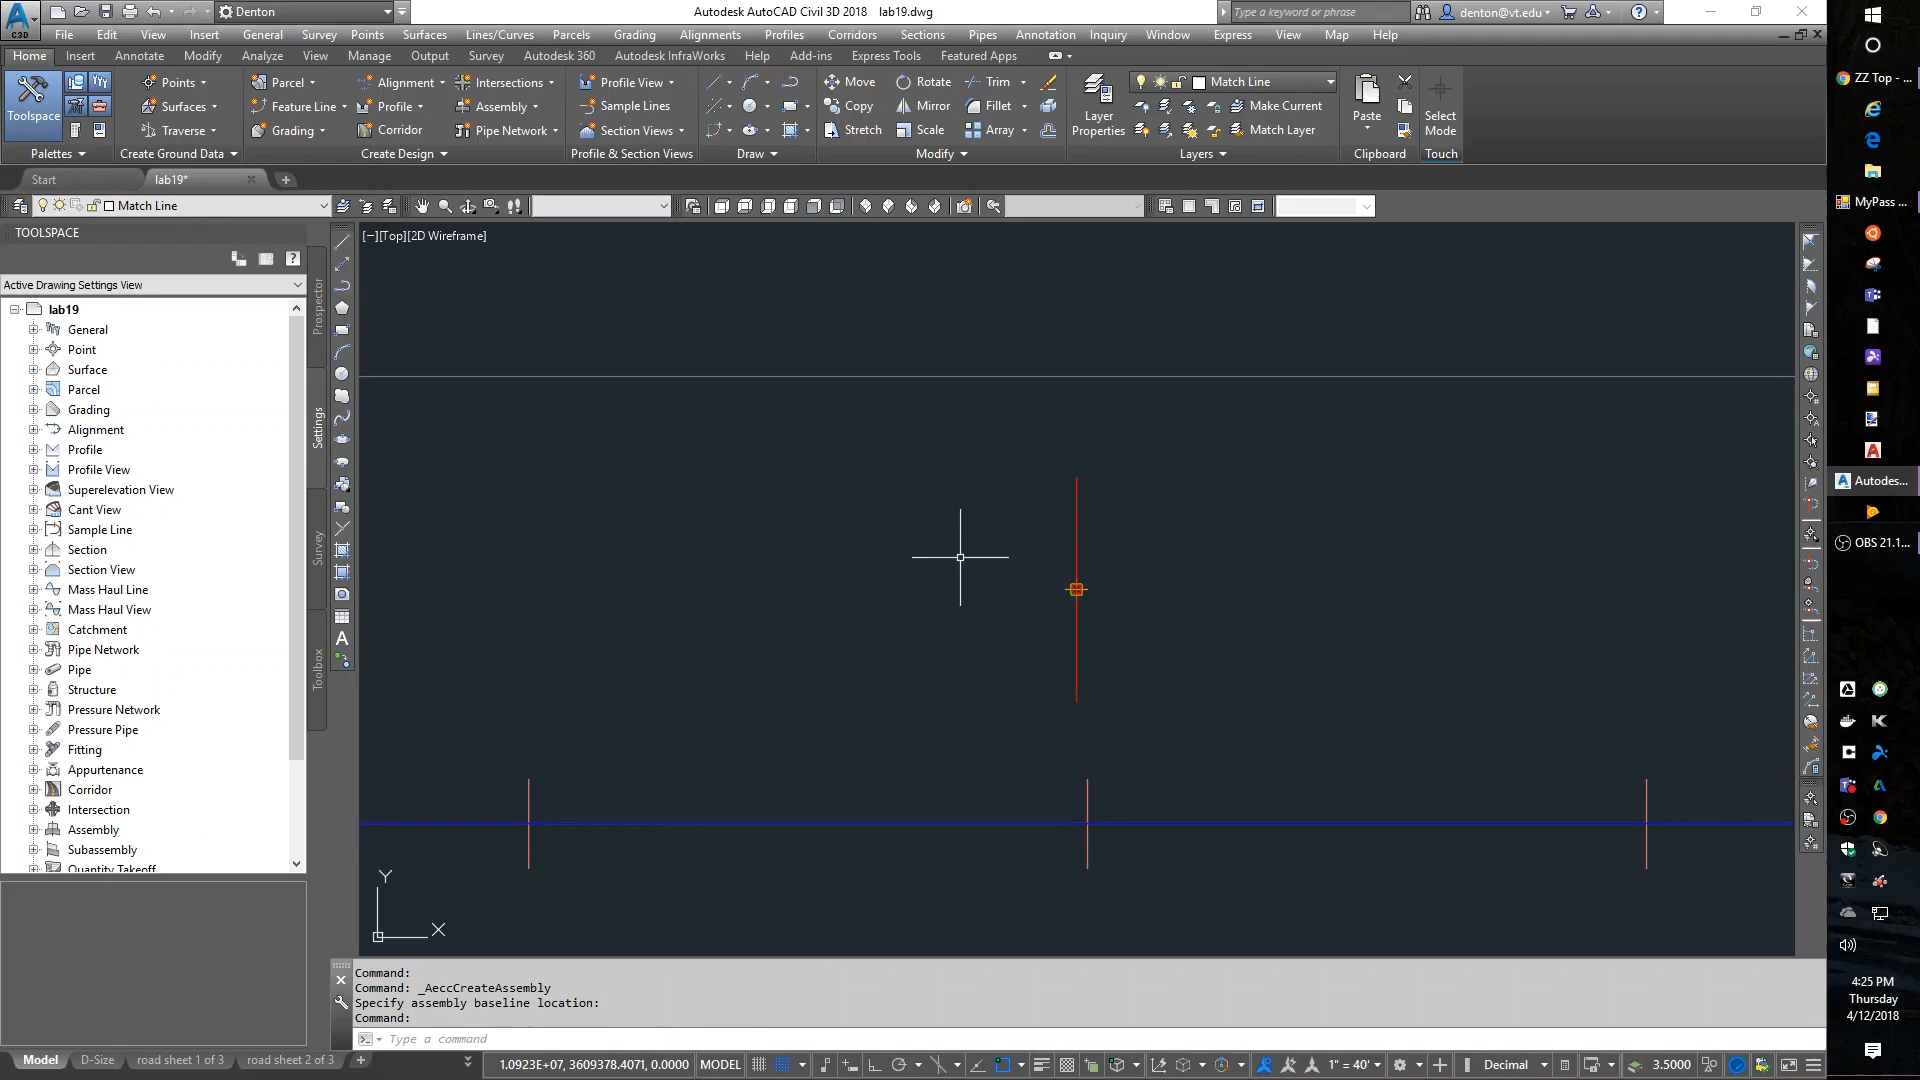 Denton
Autodesk AutoCAD Civil 3D 2018 lab19.dwg
Type a keyword or phrase
denton@vt.edu
C3D
File Edit View Insert General Survey Points Surfaces Lines/Curves Parcels Grading Alignments Profiles Corridors Sections Pipes Annotation Inquiry Window Express View Map Help
Home Insert Annotate Modify Analyze View Manage Output Survey Autodesk 360 Autodesk InfraWorks Help Add-ins Express Tools Featured Apps
Toolspace
Points
Surfaces
Traverse
Parcel
Feature Line
Grading
Alignment
Profile
Corridor
Intersections
Assembly
Pipe Network
Profile View
Sample Lines
Section Views
Move
Copy
Stretch
Rotate
Mirror
Scale
Trim
Fillet
Array
Layer
Properties
Match Line
Make Current
Match Layer
Paste
Select
Mode
Palettes Create Ground Data Create Design Profile & Section Views Draw Modify Layers Clipboard Touch
Start lab19*
Match Line
TOOLSPACE
Active Drawing Settings View
lab19
General
Point
Surface
Parcel
Grading
Alignment
Profile
Profile View
Superelevation View
Cant View
Sample Line
Section
Section View
Mass Haul Line
Mass Haul View
Catchment
Pipe Network
Pipe
Structure
Pressure Network
Pressure Pipe
Fitting
Appurtenance
Corridor
Intersection
Assembly
Subassembly
Quantity Takeoff
Prospector
Settings
Survey
Toolbox
[−][Top][2D Wireframe]
Y
X
Command:
Command: _AeccCreateAssembly
Specify assembly baseline location:
Command:
Type a command
Model D-Size road sheet 1 of 3 road sheet 2 of 3
1.0923E+07, 3609378.4071, 0.0000 MODEL 1" = 40' Decimal 3.5000
ZZ Top - ...
MyPass ...
Autodes...
OBS 21.1...
4:25 PM
Thursday
4/12/2018